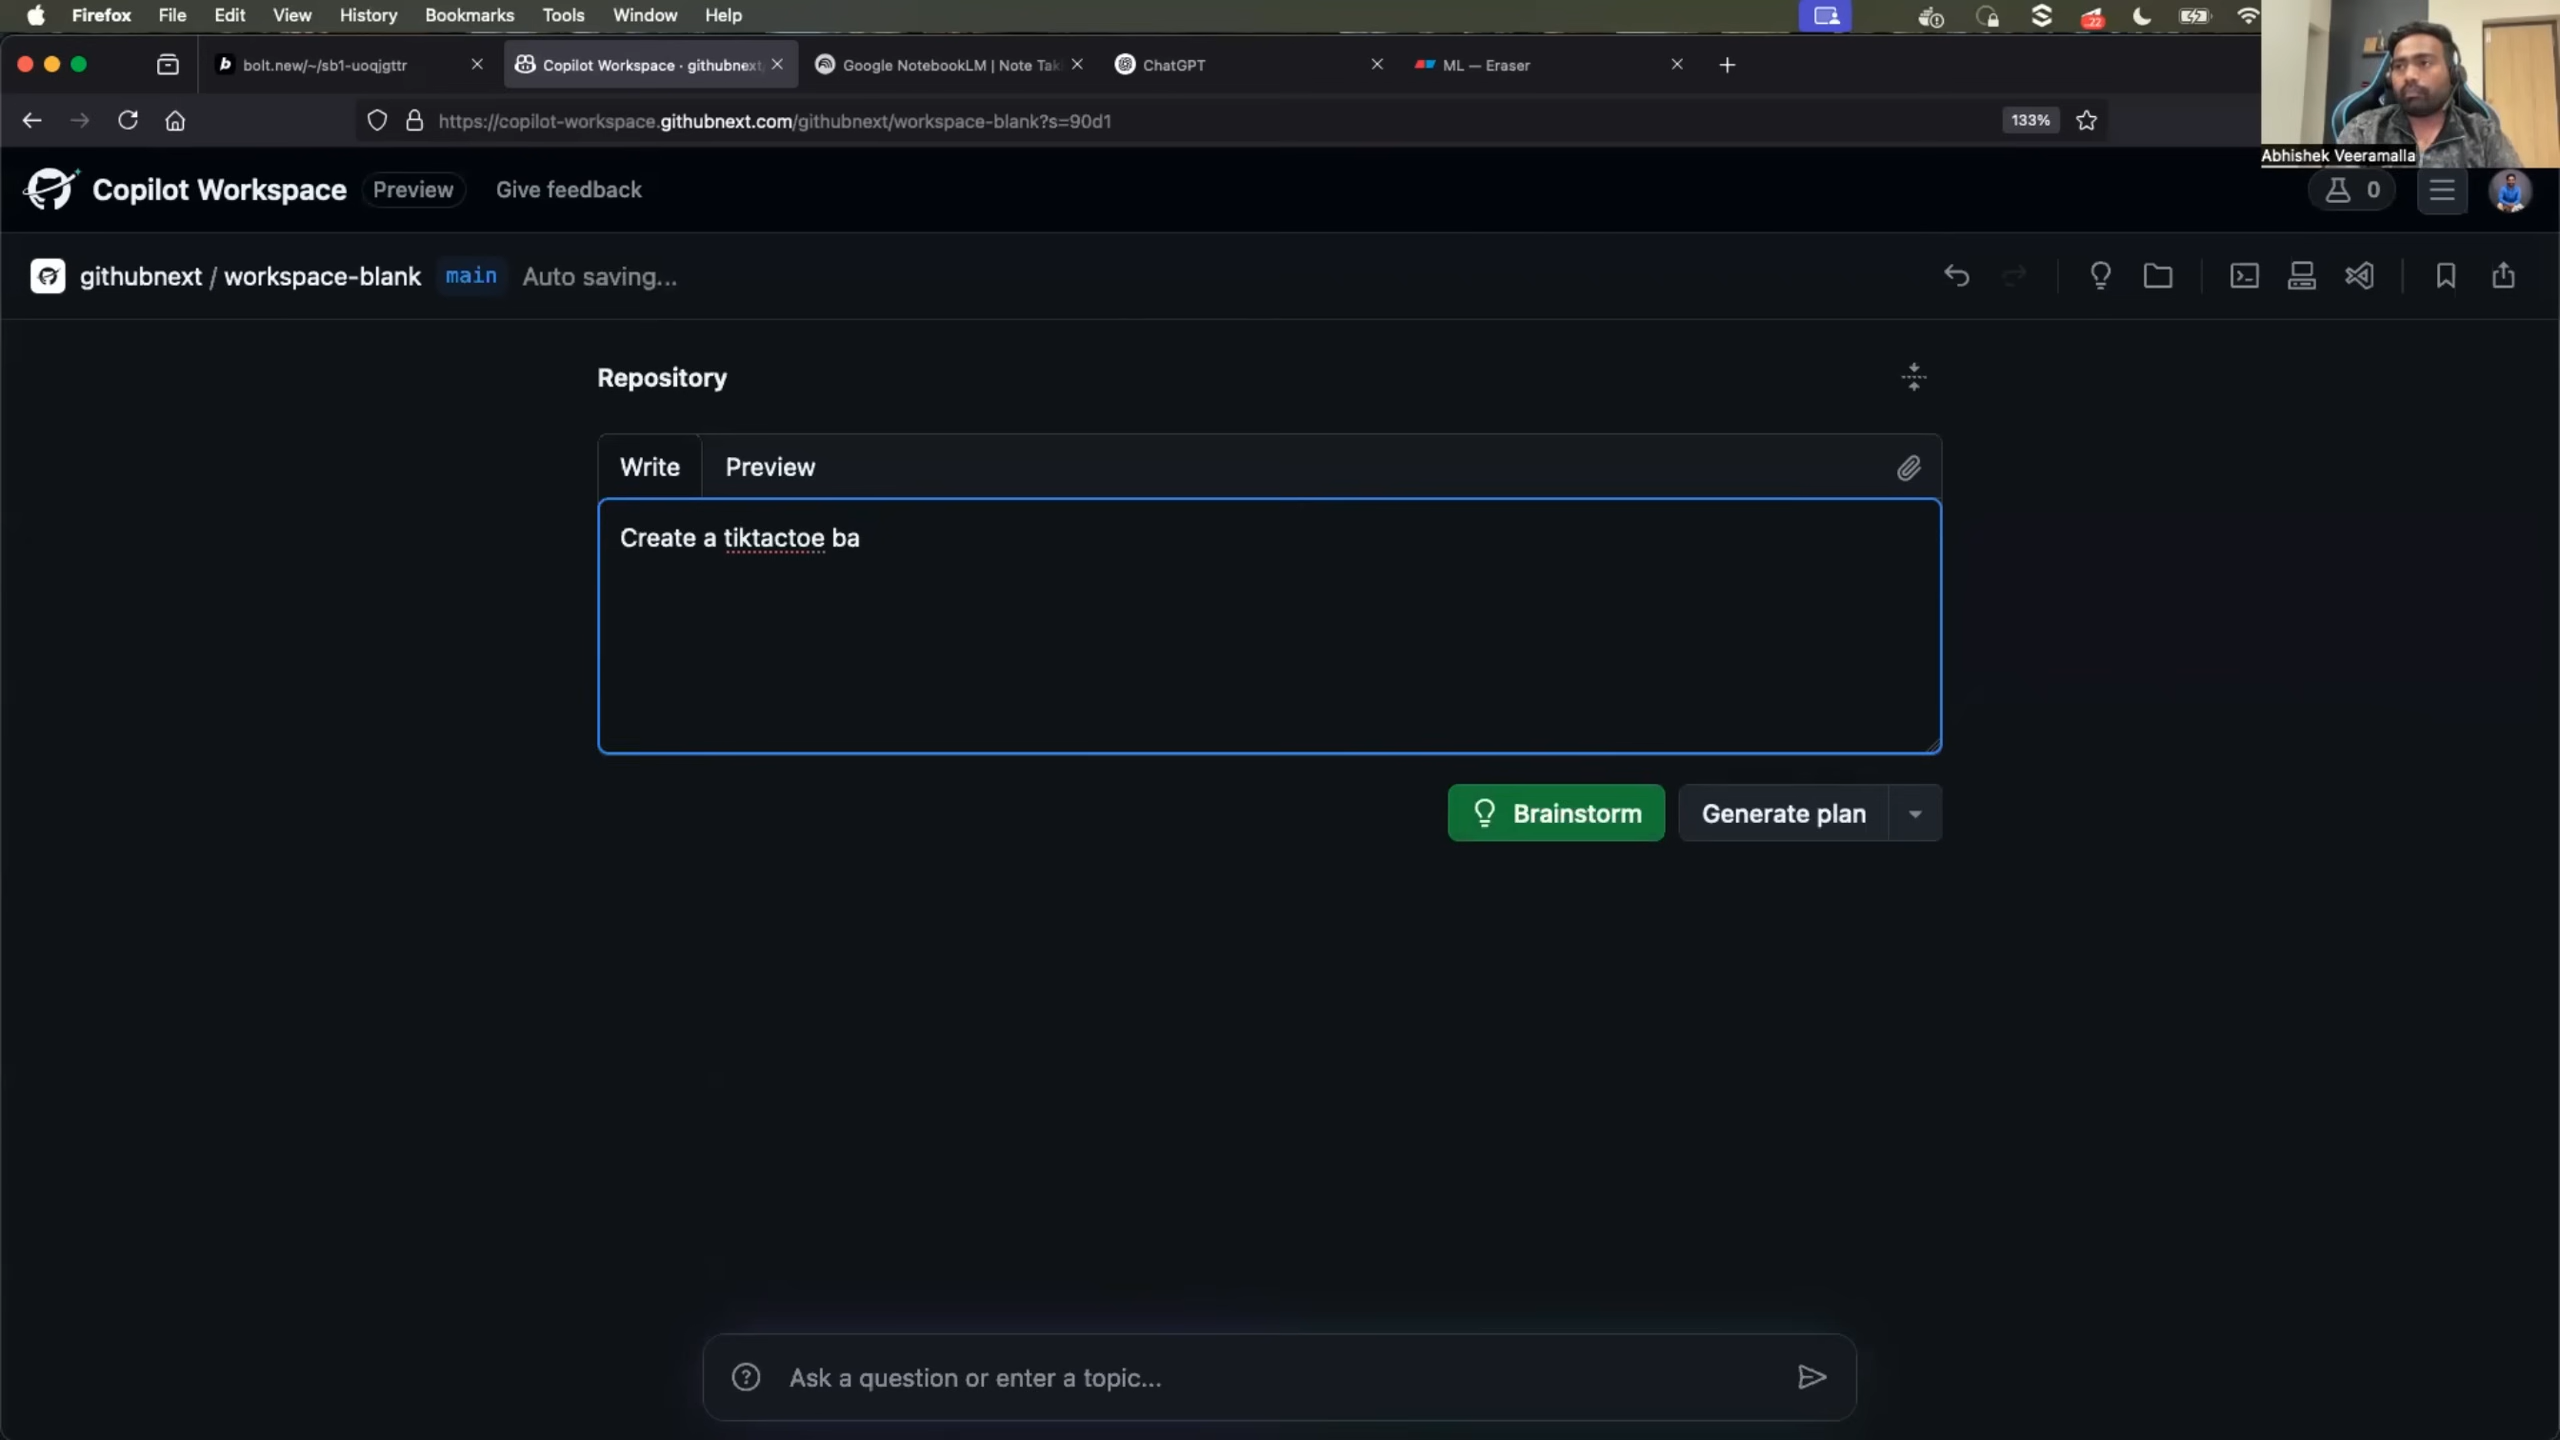 Firefox File Edit View History Bookmarks Tools Window Help
22
bolt.new/~/sb1-uoqjgttr
Copilot Workspace · githubnext
Google NotebookLM | Note Tak
ChatGPT
ML — Eraser
https://copilot-workspace.githubnext.com/githubnext/workspace-blank?s=90d1
133%
Abhishek Veeramalla
Copilot Workspace Preview Give feedback
0
githubnext / workspace-blank main Auto saving...
Repository
Write Preview
Create a tiktactoe ba
Brainstorm Generate plan
Ask a question or enter a topic...